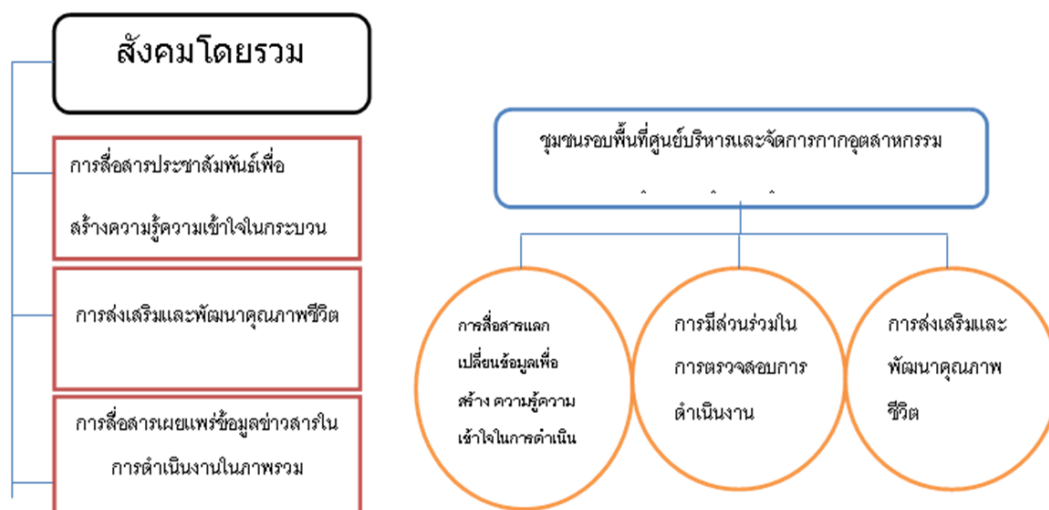 สังคมโดยรวม
การสื่อสารประชาสัมพันธ์เพื่อ
สร้างความรู้ความเข้าใจในกระบวน
การส่งเสริมและพัฒนาคุณภาพชีวิต
การสื่อสารเผยแพร่ข้อมูลข่าวสารใน
การดำเนินงานในภาพรวม
ชุมชนรอบพื้นที่ศูนย์บริหารและจัดการกากอุตสาหกรรม
การสื่อสารแลก
เปลี่ยนข้อมูลเพื่อ
สร้าง ความรู้ความ
เข้าใจในการดำเนิน
การมีส่วนร่วมใน
การตรวจสอบการ
ดำเนินงาน
การส่งเสริมและ
พัฒนาคุณภาพ
ชีวิต